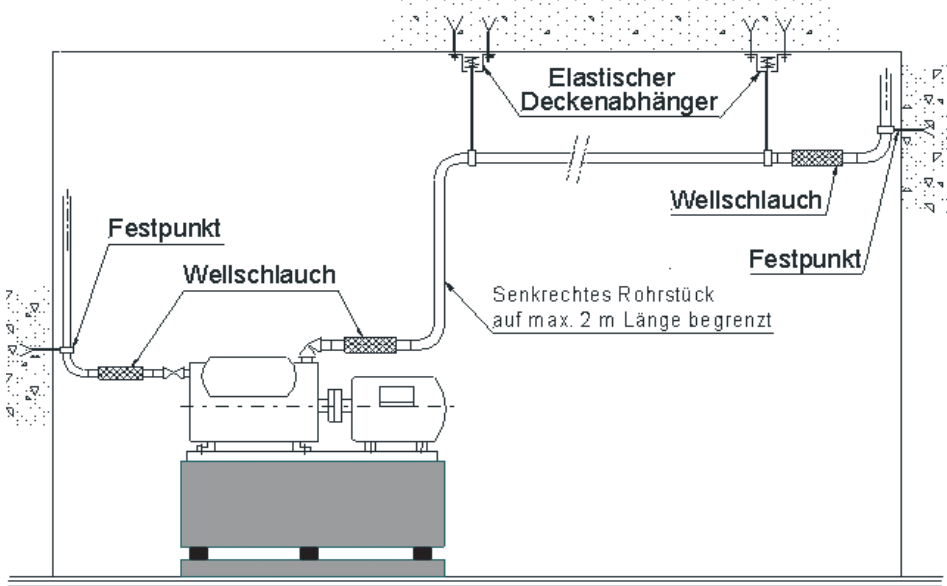 Elastischer
Deckenabhänger
Wellschlauch
Festpunkt
Festpunkt
Wellschlauch
Senkrechtes Rohrstück
auf max. 2 m Länge begrenzt